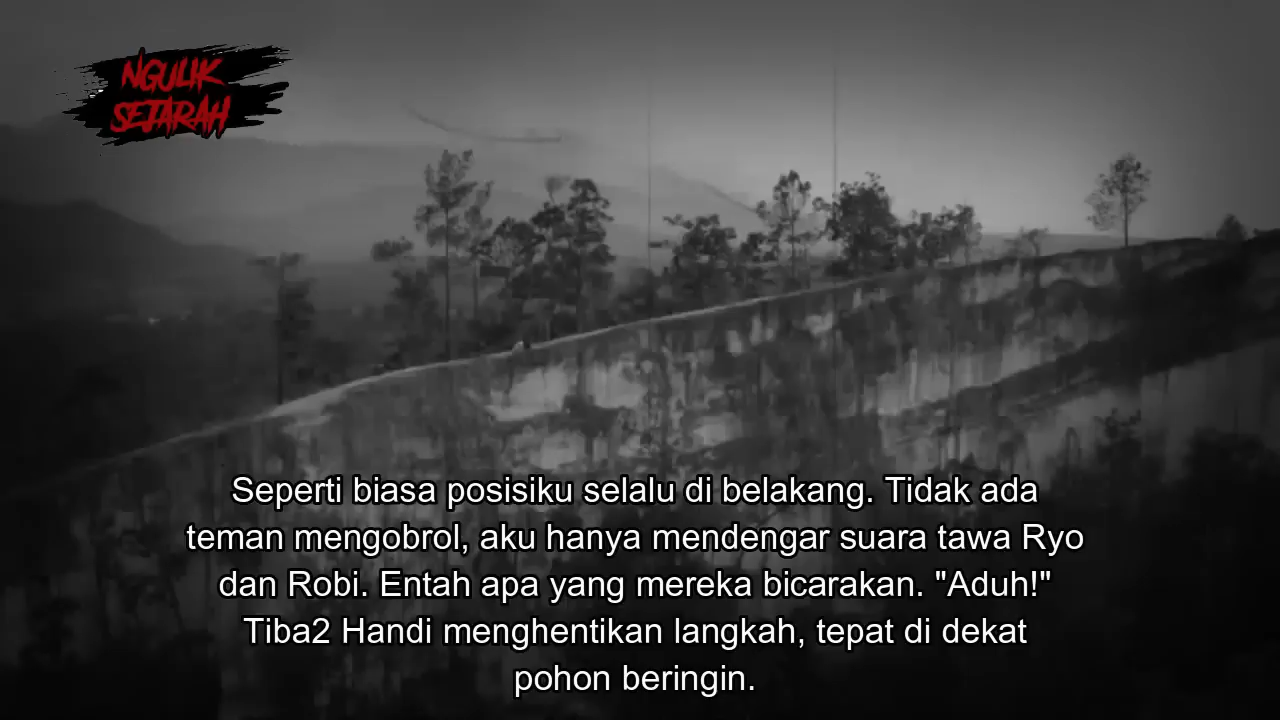 NGULIK
SEJARAH
Seperti biasa posisiku selalu di belakang. Tidak ada
teman mengobrol, aku hanya mendengar suara tawa Ryo
dan Robi. Entah apa yang mereka bicarakan. "Aduh!"
Tiba2 Handi menghentikan langkah, tepat di dekat
pohon beringin.